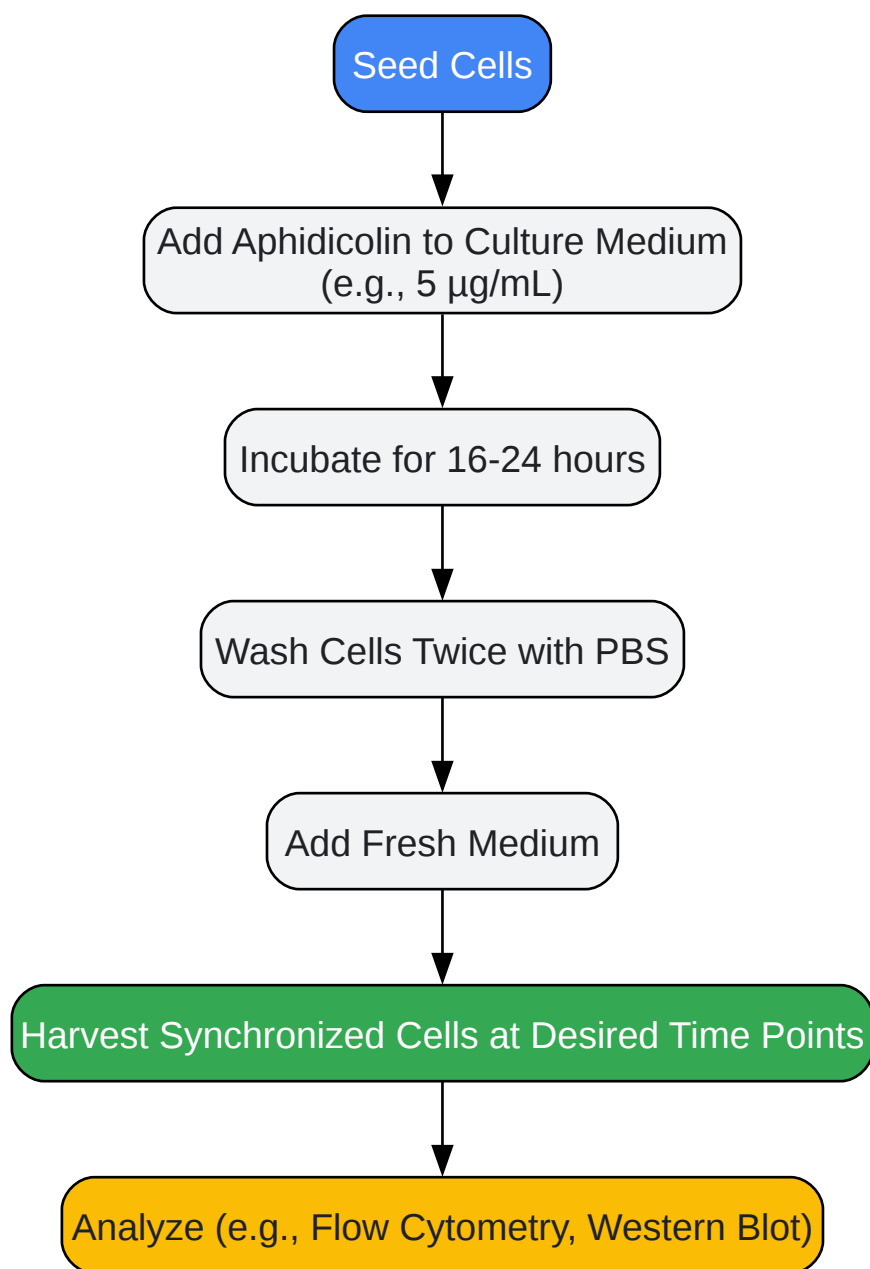 Seed Cells
Add Aphidicolin to Culture Medium
(e.g., 5 µg/mL)
Incubate for 16-24 hours
Wash Cells Twice with PBS
Add Fresh Medium
Harvest Synchronized Cells at Desired Time Points
Analyze (e.g., Flow Cytometry, Western Blot)